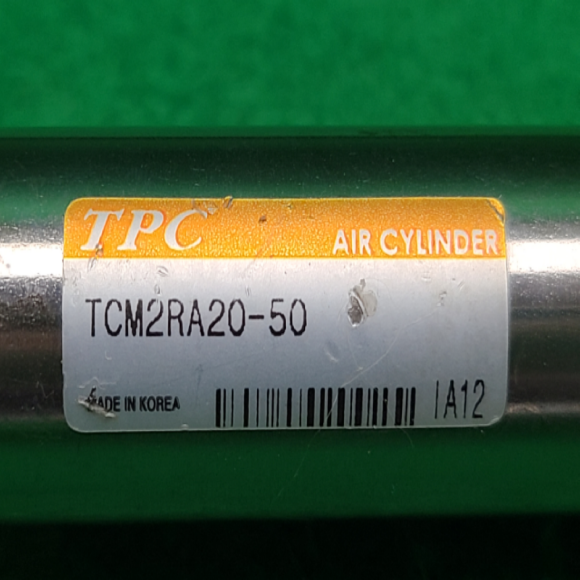 TPC
AIR CYLINDER
TCM2RA20-50
MADE IN KOREA
IA12